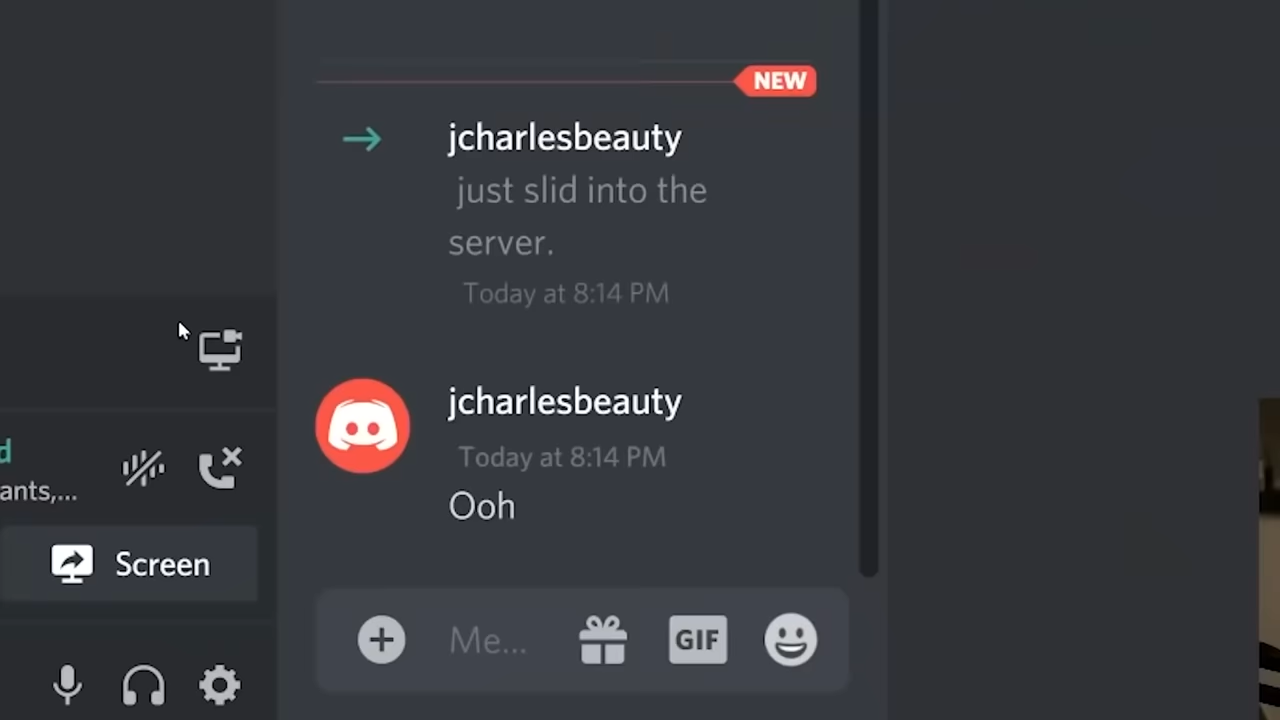 NEW
jcharlesbeauty
just slid into the
server.
Today at 8:14 PM
jcharlesbeauty
Today at 8:14 PM
Ooh
d
ants,...
Screen
Me...
GIF